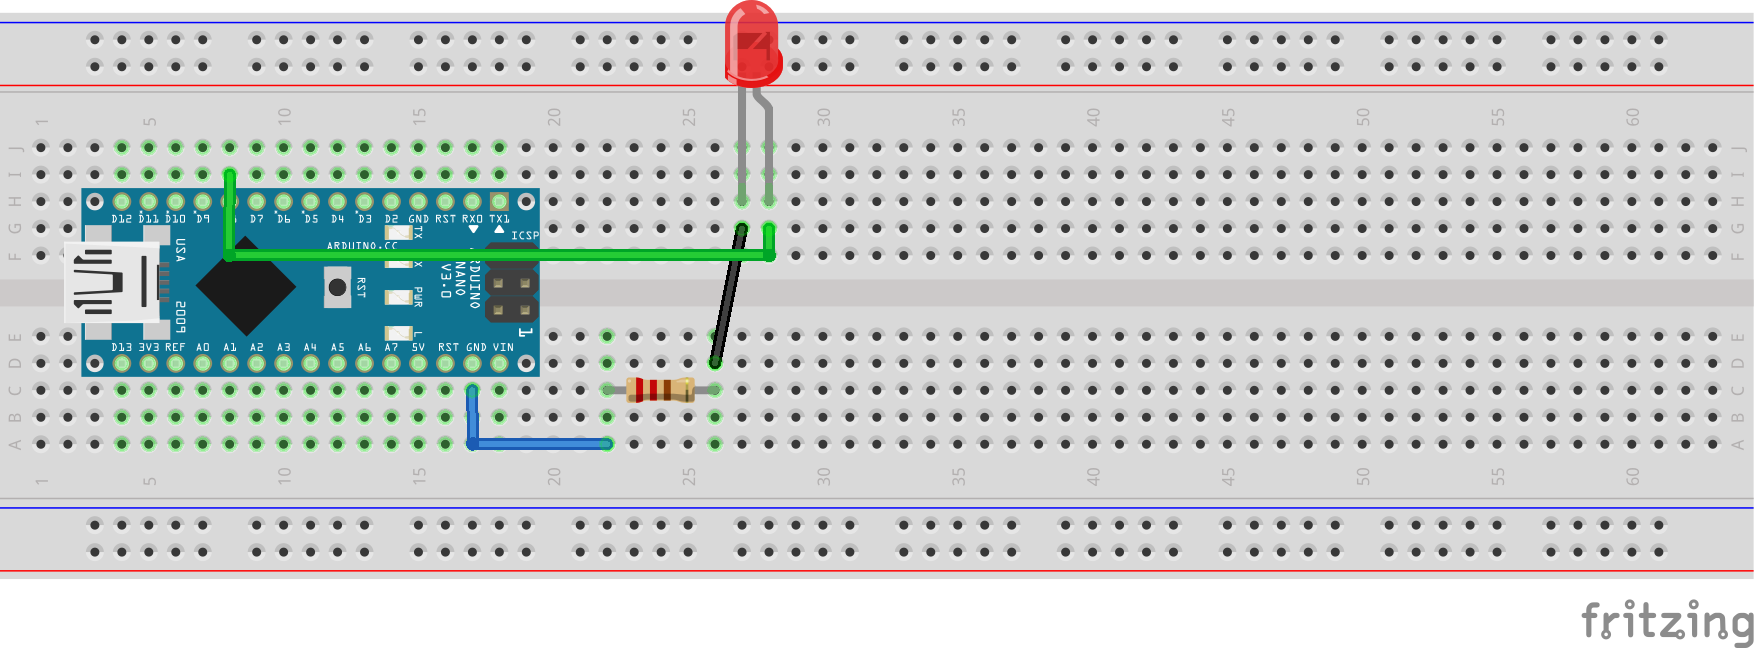 1 5 10 15 20 25 30 35 40 45 50 55 60
J J
I I
H H
G G
F F
D12 D11 D10 D9 D7 D6 D5 D4 D3 D2 GND RST RX0 TX1
ICSP
TX
ARDUINO.CC
X
USA
2009
RST
PWR
L
ARDUINO
NANO
V3.0
1
D13 3V3 REF A0 A1 A2 A3 A4 A5 A6 A7 5V RST GND VIN
E E
D D
C C
B B
A A
1 5 10 15 20 25 30 35 40 45 50 55 60
fritzing